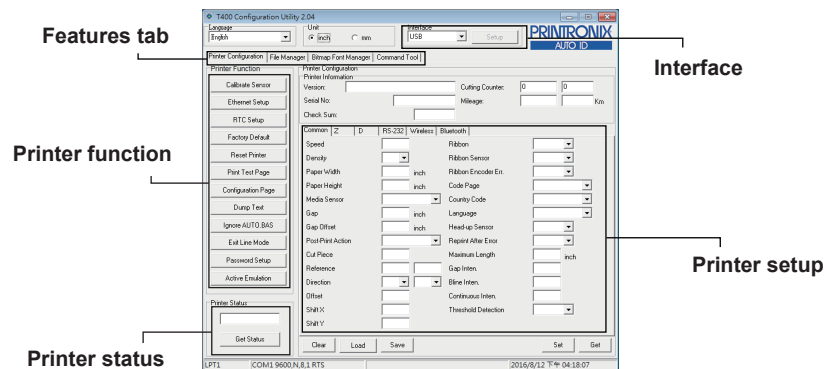 T400 Configuration Utility 2.04
Language
English
Unit
inch
mm
Interface
USB
Setup
PRINTRONIX
AUTO ID
Features tab
Interface
Printer Configuration
File Manager
Bitmap Font Manager
Command Tool
Printer Function
Calibrate Sensor
Ethernet Setup
RTC Setup
Factory Default
Reset Printer
Print Test Page
Configuration Page
Dump Text
Ignore AUTO.BAS
Exit Line Mode
Password Setup
Active Emulation
Printer function
Printer Status
Get Status
Printer status
Printer Configuration
Printer Information
Version:
Cutting Counter:
0
0
Serial No:
Mileage:
Km
Check Sum:
Common
Z
D
RS-232
Wireless
Bluetooth
Speed
Ribbon
Density
Ribbon Sensor
Paper Width
inch
Ribbon Encoder Err.
Paper Height
inch
Code Page
Media Sensor
Country Code
Gap
inch
Language
Gap Offset
inch
Head-up Sensor
Post-Print Action
Reprint After Error
Cut Piece
Maximum Length
inch
Reference
Gap Inten.
Direction
Bline Inten.
Offset
Continuous Inten.
Shift X
Threshold Detection
Shift Y
Printer setup
Clear
Load
Save
Set
Get
LPT1
COM1 9600,N,8,1 RTS
2016/8/12 下午 04:18:07